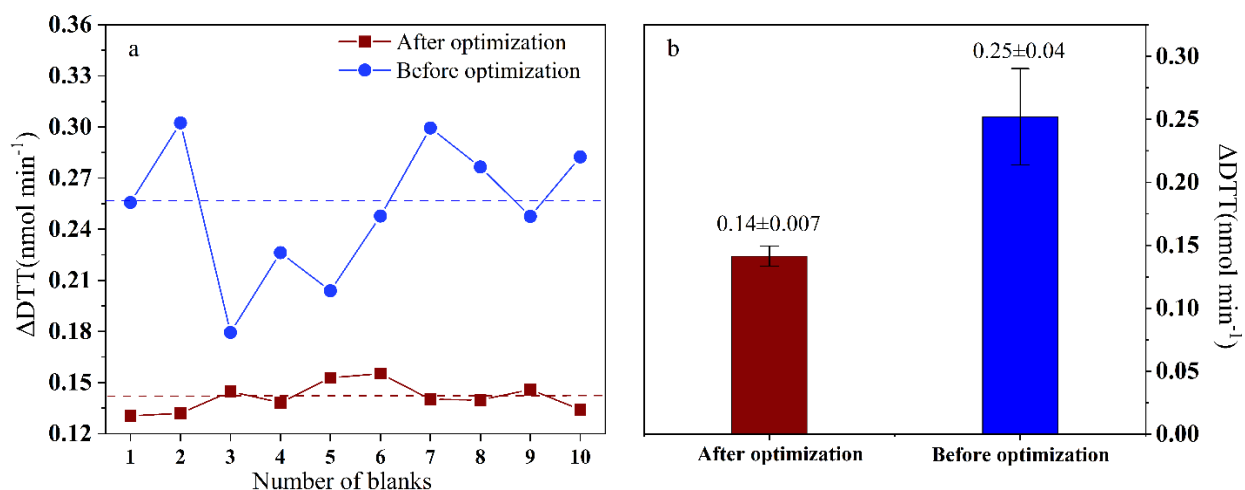 a
After optimization
Before optimization
ΔDTT(nmol min⁻¹)
0.36
0.33
0.30
0.27
0.24
0.21
0.18
0.15
0.12
1 2 3 4 5 6 7 8 9 10
Number of blanks
b
0.14±0.007
0.25±0.04
After optimization Before optimization
0.30
0.25
0.20
0.15
0.10
0.05
0.00
ΔDTT(nmol min⁻¹)